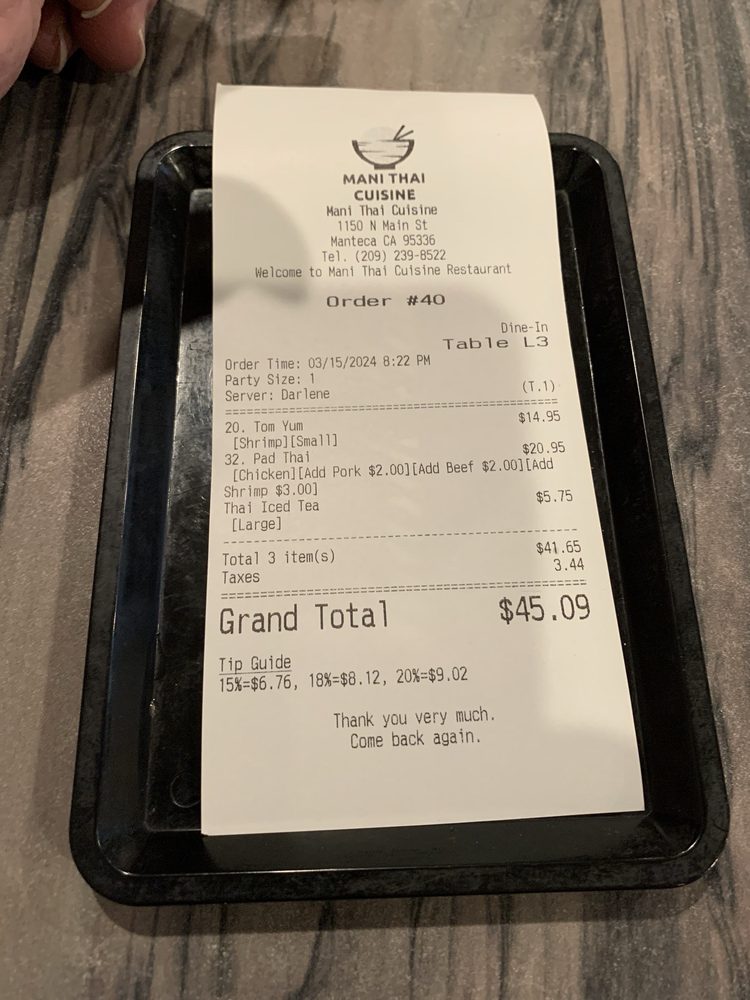 MANI THAI
CUISINE
Mani Thai Cuisine
1150 N Main St
Manteca CA 95336
Tel. (209) 239-8522
Welcome to Mani Thai Cuisine Restaurant
Order #40
Dine-In
Table L3
Order Time: 03/15/2024 8:22 PM
Party Size: 1
Server: Darlene (T.1)
20. Tom Yum $14.95
[Shrimp][Small]
32. Pad Thai $20.95
[Chicken][Add Pork $2.00][Add Beef $2.00][Add
Shrimp $3.00]
Thai Iced Tea $5.75
[Large]
Total 3 item(s) $41.65
Taxes 3.44
Grand Total $45.09
Tip Guide
15%=$6.76, 18%=$8.12, 20%=$9.02
Thank you very much.
Come back again.